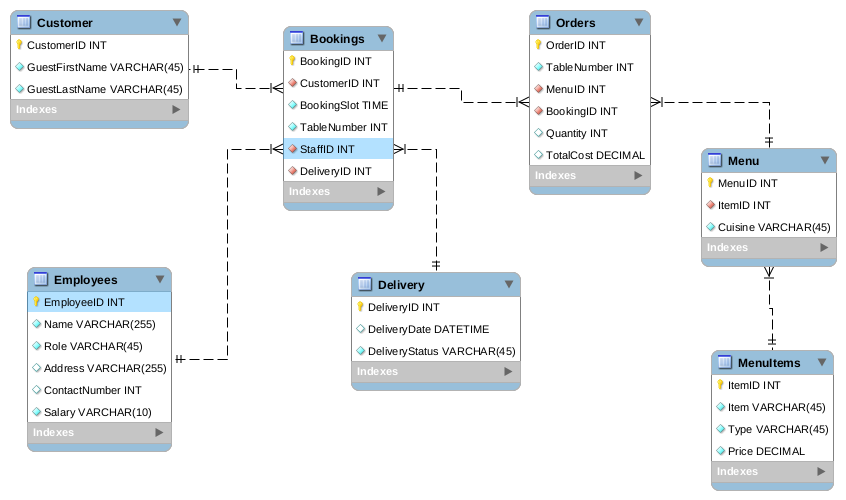 Customer
CustomerID INT
GuestFirstName VARCHAR(45)
GuestLastName VARCHAR(45)
Indexes
Bookings
BookingID INT
CustomerID INT
BookingSlot TIME
TableNumber INT
StaffID INT
DeliveryID INT
Indexes
Orders
OrderID INT
TableNumber INT
MenuID INT
BookingID INT
Quantity INT
TotalCost DECIMAL
Indexes
Menu
MenuID INT
ItemID INT
Cuisine VARCHAR(45)
Indexes
Employees
EmployeeID INT
Name VARCHAR(255)
Role VARCHAR(45)
Address VARCHAR(255)
ContactNumber INT
Salary VARCHAR(10)
Indexes
Delivery
DeliveryID INT
DeliveryDate DATETIME
DeliveryStatus VARCHAR(45)
Indexes
MenuItems
ItemID INT
Item VARCHAR(45)
Type VARCHAR(45)
Price DECIMAL
Indexes